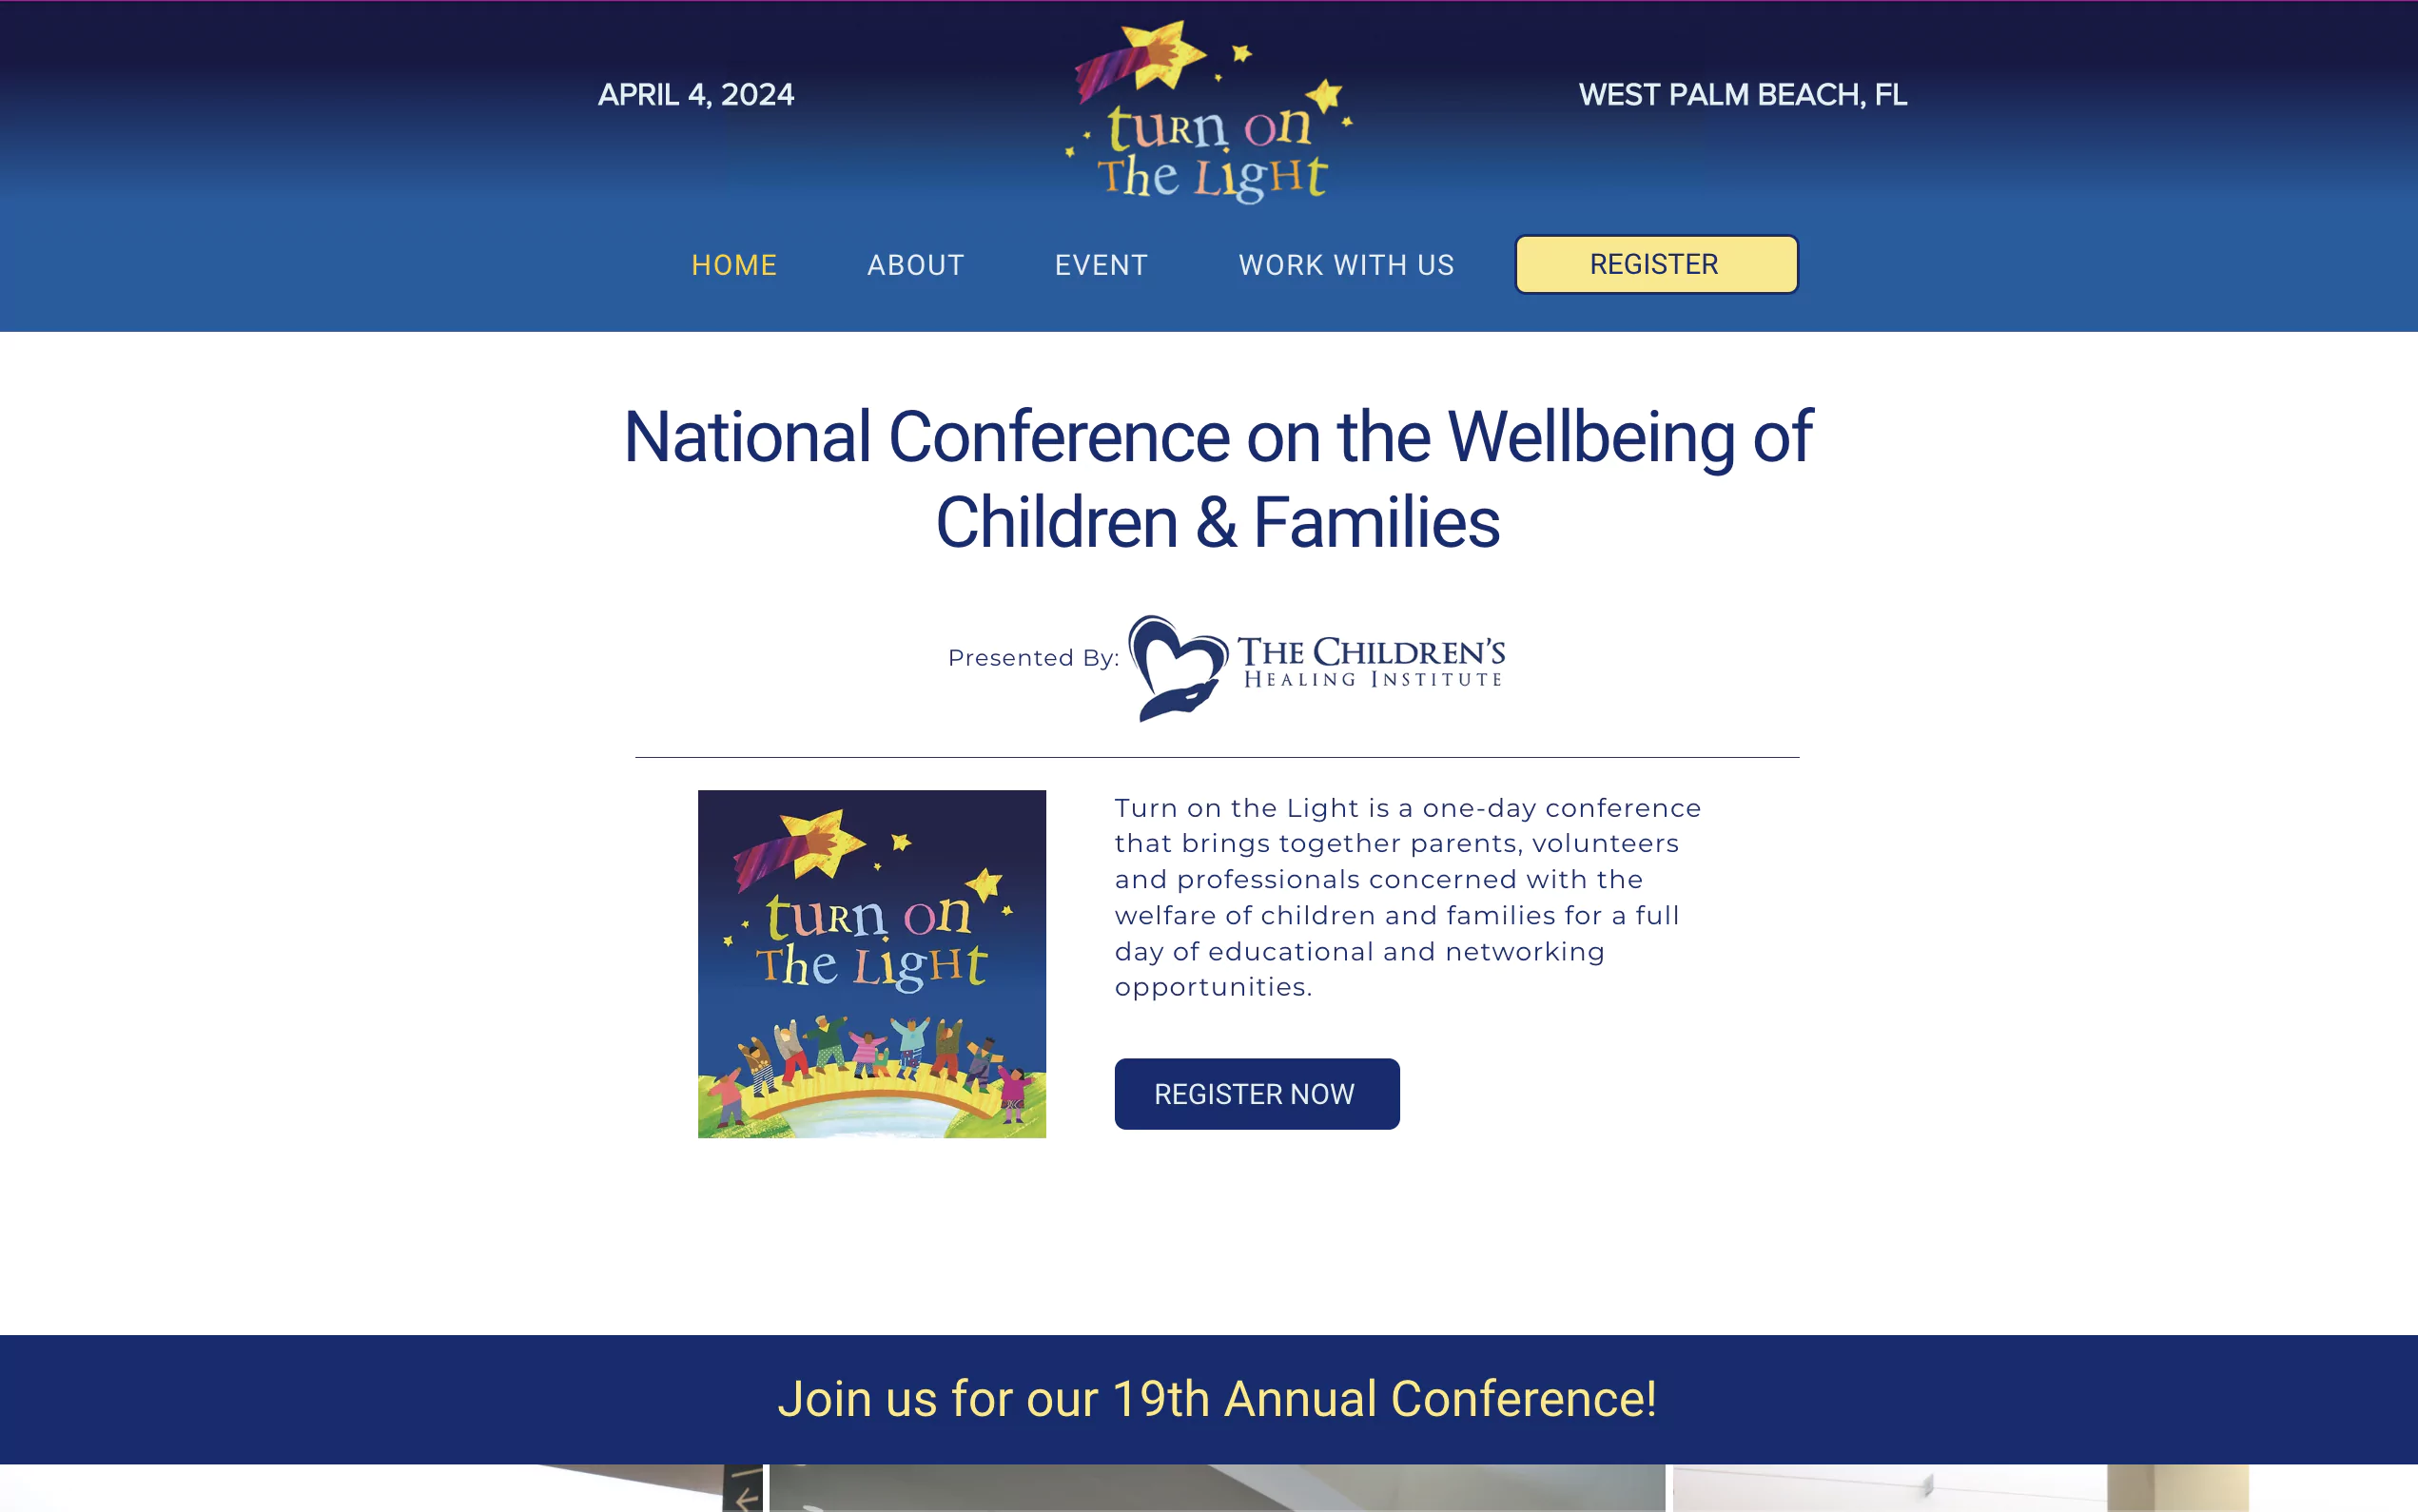 APRIL 4, 2024
turn on
The Light
WEST PALM BEACH, FL
HOME
ABOUT
EVENT
WORK WITH US
REGISTER
National Conference on the Wellbeing of
Children & Families
Presented By:
The Children's
Healing Institute
turn on
The Light
Turn on the Light is a one-day conference
that brings together parents, volunteers
and professionals concerned with the
welfare of children and families for a full
day of educational and networking
opportunities.
REGISTER NOW
Join us for our 19th Annual Conference!